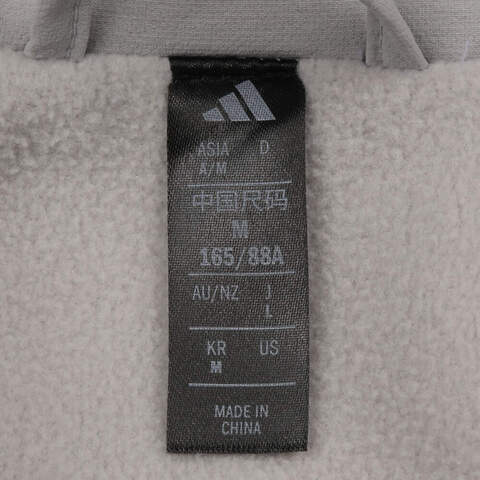 ASIA D
A/M
中国尺码
M
165/88A
AU/NZ J
L
KR US
M
MADE IN
CHINA